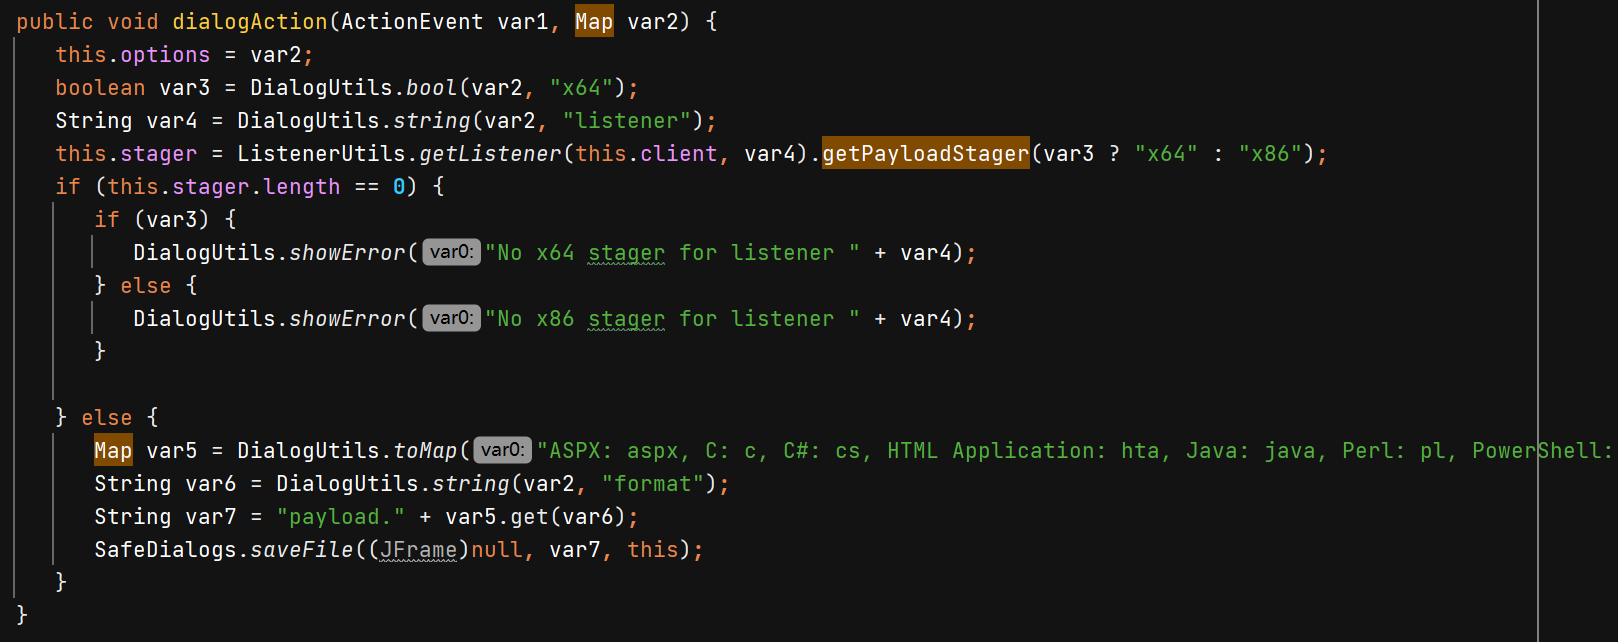 public void dialogAction(ActionEvent var1, Map var2) {
this.options = var2;
boolean var3 = DialogUtils.bool(var2, "x64");
String var4 = DialogUtils.string(var2, "listener");
this.stager = ListenerUtils.getListener(this.client, var4).getPayloadStager(var3 ? "x64" : "x86");
if (this.stager.length == 0) {
if (var3) {
DialogUtils.showError( var0: "No x64 stager for listener " + var4);
} else {
DialogUtils.showError( var0: "No x86 stager for listener " + var4);
}
} else {
Map var5 = DialogUtils.toMap( var0: "ASPX: aspx, C: c, C#: cs, HTML Application: hta, Java: java, Perl: pl, PowerShell:
String var6 = DialogUtils.string(var2, "format");
String var7 = "payload." + var5.get(var6);
SafeDialogs.saveFile((JFrame)null, var7, this);
}
}